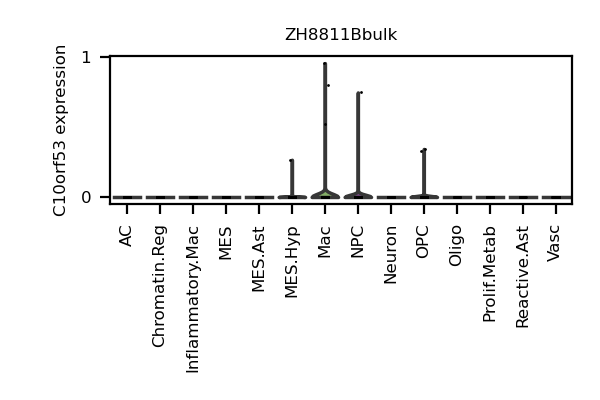 ZH8811Bbulk
C10orf53 expression
1
0
AC
Chromatin.Reg
Inflammatory.Mac
MES
MES.Ast
MES.Hyp
Mac
NPC
Neuron
OPC
Oligo
Prolif.Metab
Reactive.Ast
Vasc